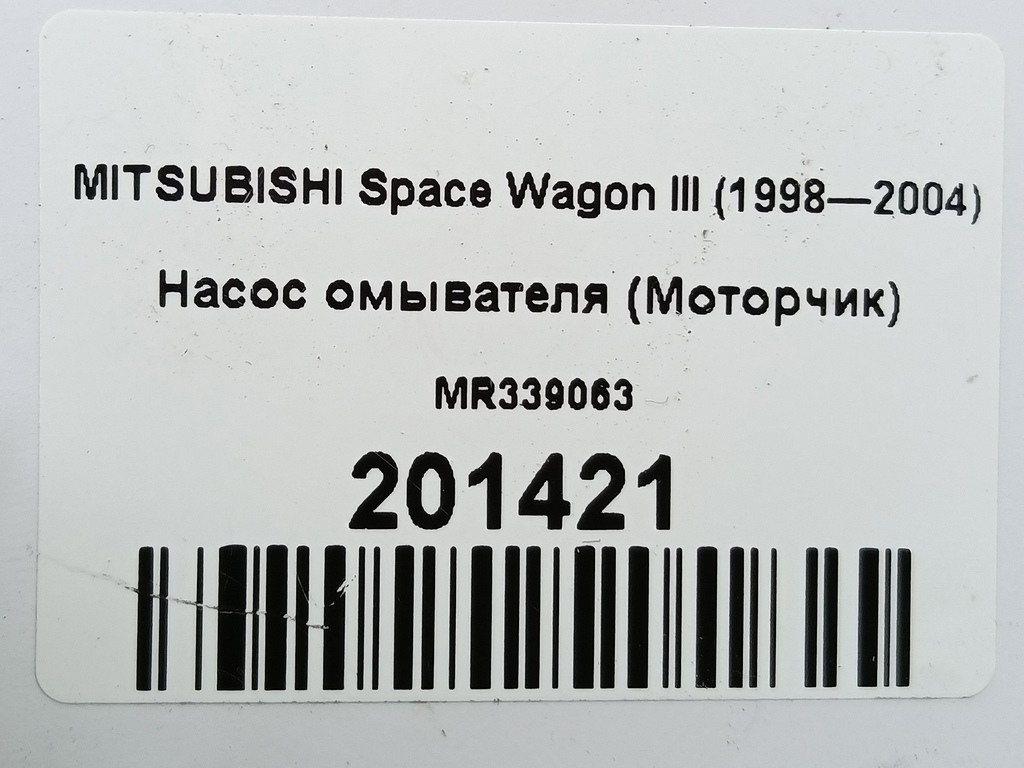 MITSUBISHI Space Wagon III (1998—2004)
Насос омывателя (Моторчик)
MR339063
201421